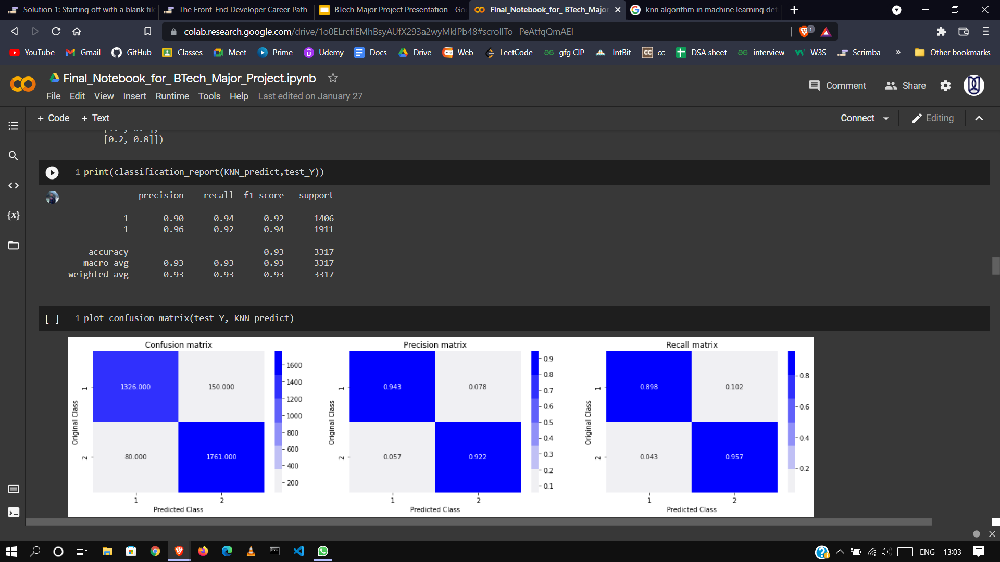 Solution 1: Starting off with a blank file
The Front-End Developer Career Path
BTech Major Project Presentation - Go
Final_Notebook_for_ BTech_Major
knn algorithm in machine learning def
colab.research.google.com/drive/1o0ELrcflEMhBsyAUfX293a2wyMkIPb48#scrollTo=PeAtfqQmAEI-
1
YouTube Gmail GitHub Classes Meet Prime Udemy Docs Drive Web LeetCode gfg CIP IntBit cc cc DSA sheet interview W3S Scrimba » Other bookmarks
Final_Notebook_for_ BTech_Major_Project.ipynb
Comment Share
File Edit View Insert Runtime Tools Help Last edited on January 27
+ Code + Text Connect Editing
[0.2, 0.8]])
1 print(classification_report(KNN_predict,test_Y))
precision recall f1-score support
-1 0.90 0.94 0.92 1406
1 0.96 0.92 0.94 1911
accuracy 0.93 3317
macro avg 0.93 0.93 0.93 3317
weighted avg 0.93 0.93 0.93 3317
[ ] 1 plot_confusion_matrix(test_Y, KNN_predict)
Confusion matrix
1326.000 150.000
80.000 1761.000
1
2
Original Class
1 2
Predicted Class
1600
1400
1200
1000
800
600
400
200
Precision matrix
0.943 0.078
0.057 0.922
1
2
Original Class
1 2
Predicted Class
0.9
0.8
0.7
0.6
0.5
0.4
0.3
0.2
0.1
Recall matrix
0.898 0.102
0.043 0.957
1
2
Original Class
1 2
Predicted Class
0.8
0.6
0.4
0.2
ENG 13:03